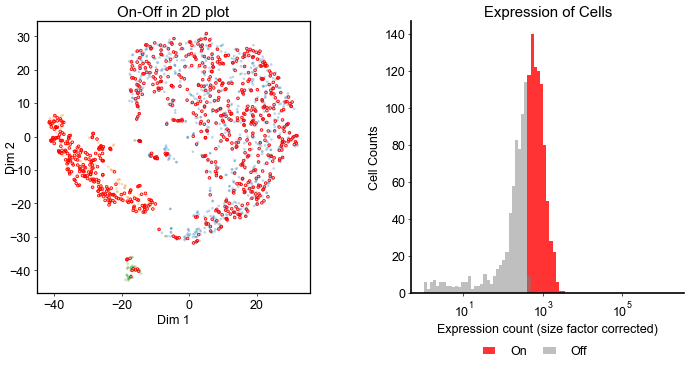 On-Off in 2D plot
30
20
10
0
−10
−20
−30
−40
Dim 2
−40 −20 0 20
Dim 1
Expression of Cells
140
120
100
80
60
40
20
0
Cell Counts
10^1 10^3 10^5
Expression count (size factor corrected)
On Off